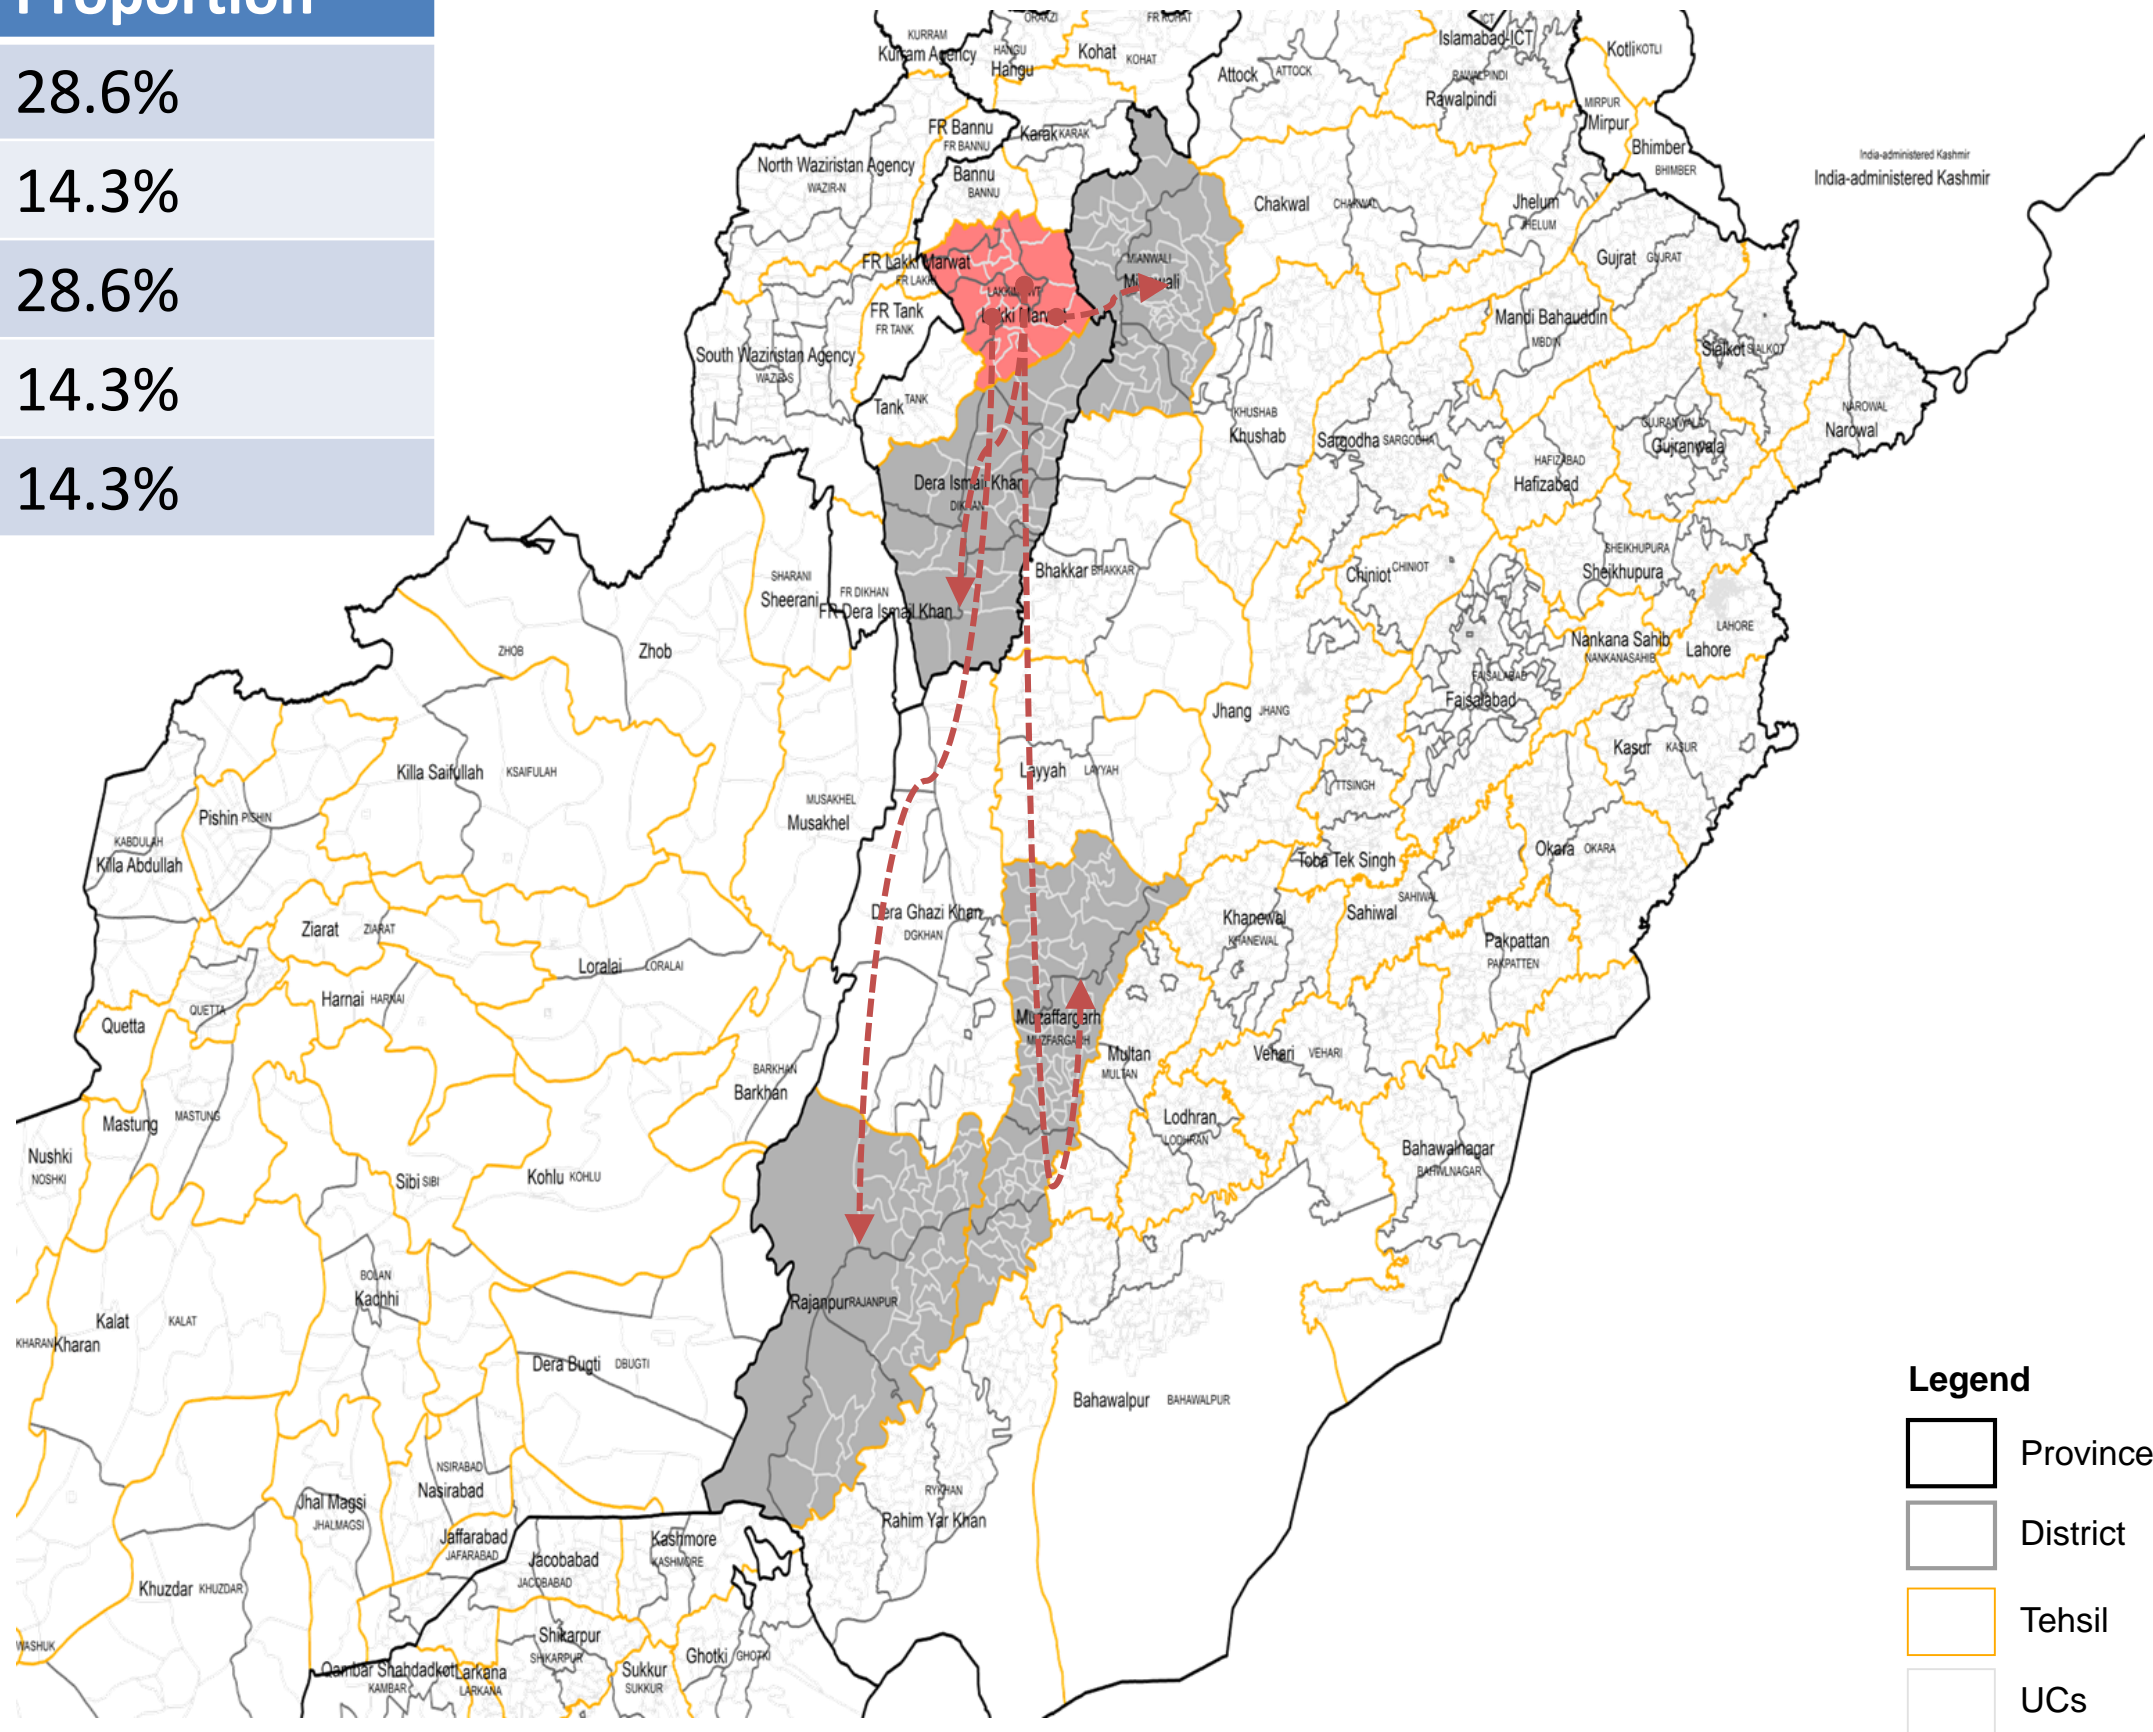 Proportion
28.6%
14.3%
28.6%
14.3%
14.3%
KURRAM
Kurram Agency
ORAKZI
HANGU
Hangu
FR KOHAT
Kohat
KOHAT
Attock
ATTOCK
ICT
Islamabad-ICT
RAWALPINDI
Rawalpindi
Kotli
KOTLI
MIRPUR
Mirpur
Bhimber
BHIMBER
India-administered Kashmir
India-administered Kashmir
FR Bannu
FR BANNU
Karak
KARAK
North Waziristan Agency
WAZIR-N
Bannu
BANNU
Chakwal
CHAKWAL
Jhelum
JHELUM
Gujrat
GUJRAT
FR Lakki Marwat
FR LAKKI
MIANWALI
Mianwali
Lakki Marwat
FR Tank
FR TANK
South Waziristan Agency
WAZIR-S
Mandi Bahauddin
MBDIN
Sialkot
SIALKOT
Tank
TANK
KHUSHAB
Khushab
Sargodha
SARGODHA
HAFIZABAD
Hafizabad
GUJRANWALA
Gujranwala
NAROWAL
Narowal
Dera Ismail Khan
DIKHAN
Bhakkar
BHAKKAR
SHARANI
Sheerani
FR DIKHAN
FR Dera Ismail Khan
Chiniot
CHINIOT
SHEIKHUPURA
Sheikhupura
ZHOB
Zhob
Nankana Sahib
NANKANASAHIB
LAHORE
Lahore
FAISALABAD
Faisalabad
Jhang
JHANG
Kasur
KASUR
Killa Saifullah
KSAIFULAH
Layyah
LAYYAH
TTSINGH
Toba Tek Singh
MUSAKHEL
Musakhel
Pishin
PISHIN
KABDULAH
Killa Abdullah
Okara
OKARA
Ziarat
ZIARAT
Dera Ghazi Khan
DGKHAN
Khanewal
KHANEWAL
SAHIWAL
Sahiwal
Pakpattan
PAKPATTEN
Loralai
LORALAI
Harnai
HARNAI
QUETTA
Quetta
Muzaffargarh
MUZFARGARH
Multan
MULTAN
Vehari
VEHARI
BARKHAN
Barkhan
Mastung
MASTUNG
Lodhran
LODHRAN
Bahawalnagar
BAHWLNAGAR
Nushki
NOSHKI
Sibi
SIBI
Kohlu
KOHLU
BOLAN
Kachhi
Rajanpur
RAJANPUR
Kalat
KALAT
KHARAN
Kharan
Dera Bugti
DBUGTI
Bahawalpur
BAHAWALPUR
NSIRABAD
Nasirabad
Jhal Magsi
JHALMAGSI
RYKHAN
Rahim Yar Khan
Jaffarabad
JAFARABAD
Jacobabad
JACOBABAD
Kashmore
KASHMORE
Khuzdar
KHUZDAR
WASHUK
Shikarpur
SHIKARPUR
Qambar Shahdadkot
KAMBAR
Larkana
LARKANA
Sukkur
SUKKUR
Ghotki
GHOTKI
Legend
Province
District
Tehsil
UCs